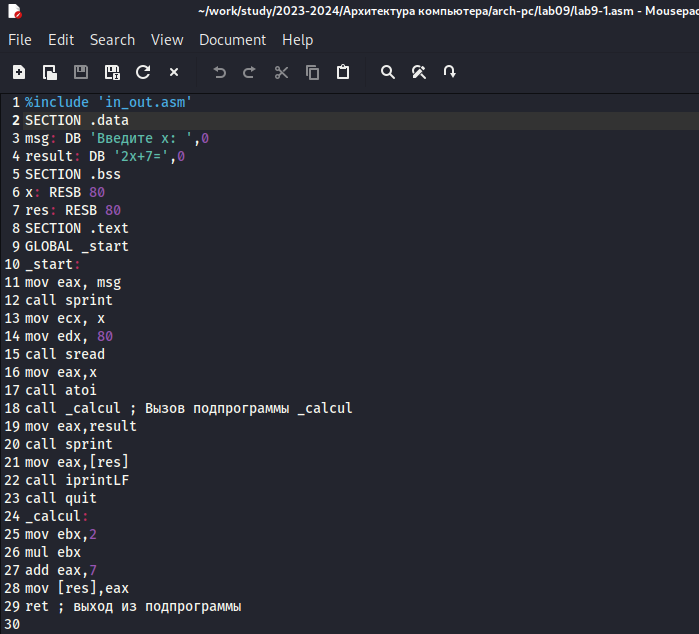 ~/work/study/2023-2024/Архитектура компьютера/arch-pc/lab09/lab9-1.asm - Mousepad
File Edit Search View Document Help
1 %include 'in_out.asm'
2 SECTION .data
3 msg: DB 'Введите x: ',0
4 result: DB '2x+7=',0
5 SECTION .bss
6 x: RESB 80
7 res: RESB 80
8 SECTION .text
9 GLOBAL _start
10 _start:
11 mov eax, msg
12 call sprint
13 mov ecx, x
14 mov edx, 80
15 call sread
16 mov eax,x
17 call atoi
18 call _calcul ; Вызов подпрограммы _calcul
19 mov eax,result
20 call sprint
21 mov eax,[res]
22 call iprintLF
23 call quit
24 _calcul:
25 mov ebx,2
26 mul ebx
27 add eax,7
28 mov [res],eax
29 ret ; выход из подпрограммы
30